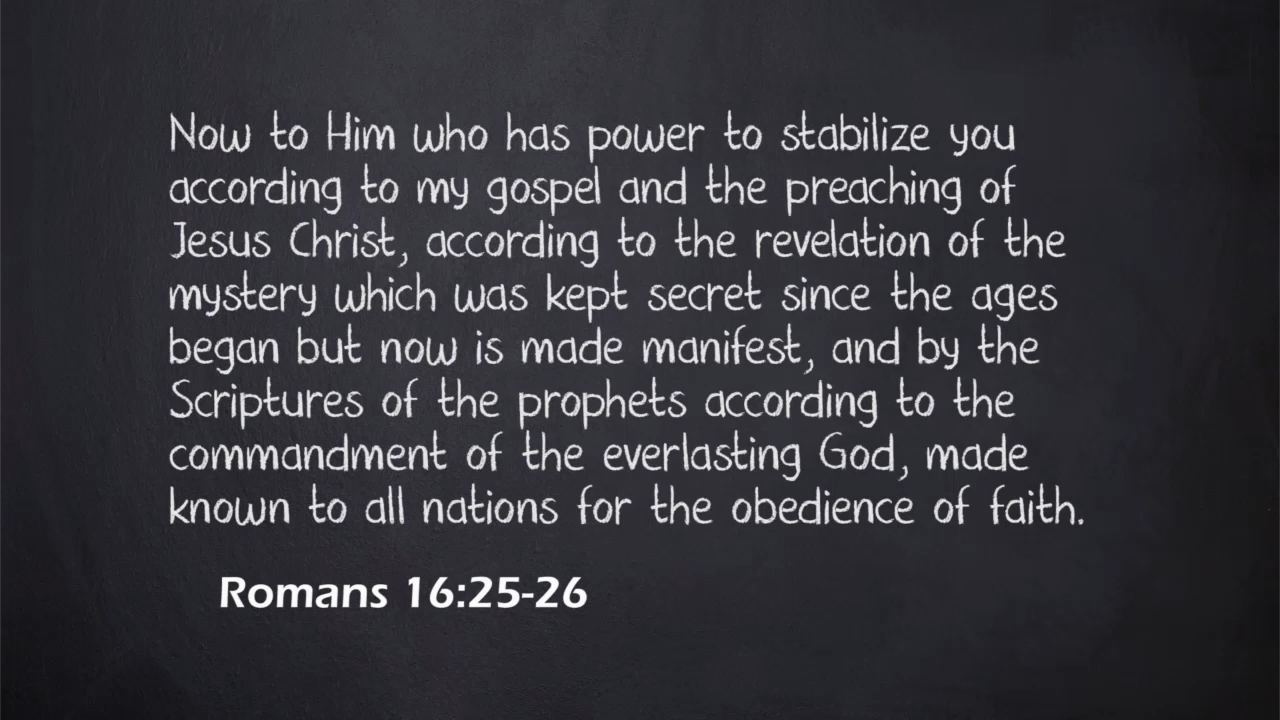 Now to Him who has power to stabilize you
according to my gospel and the preaching of
Jesus Christ, according to the revelation of the
mystery which was kept secret since the ages
began but now is made manifest, and by the
Scriptures of the prophets according to the
commandment of the everlasting God, made
known to all nations for the obedience of faith.
Romans 16:25-26